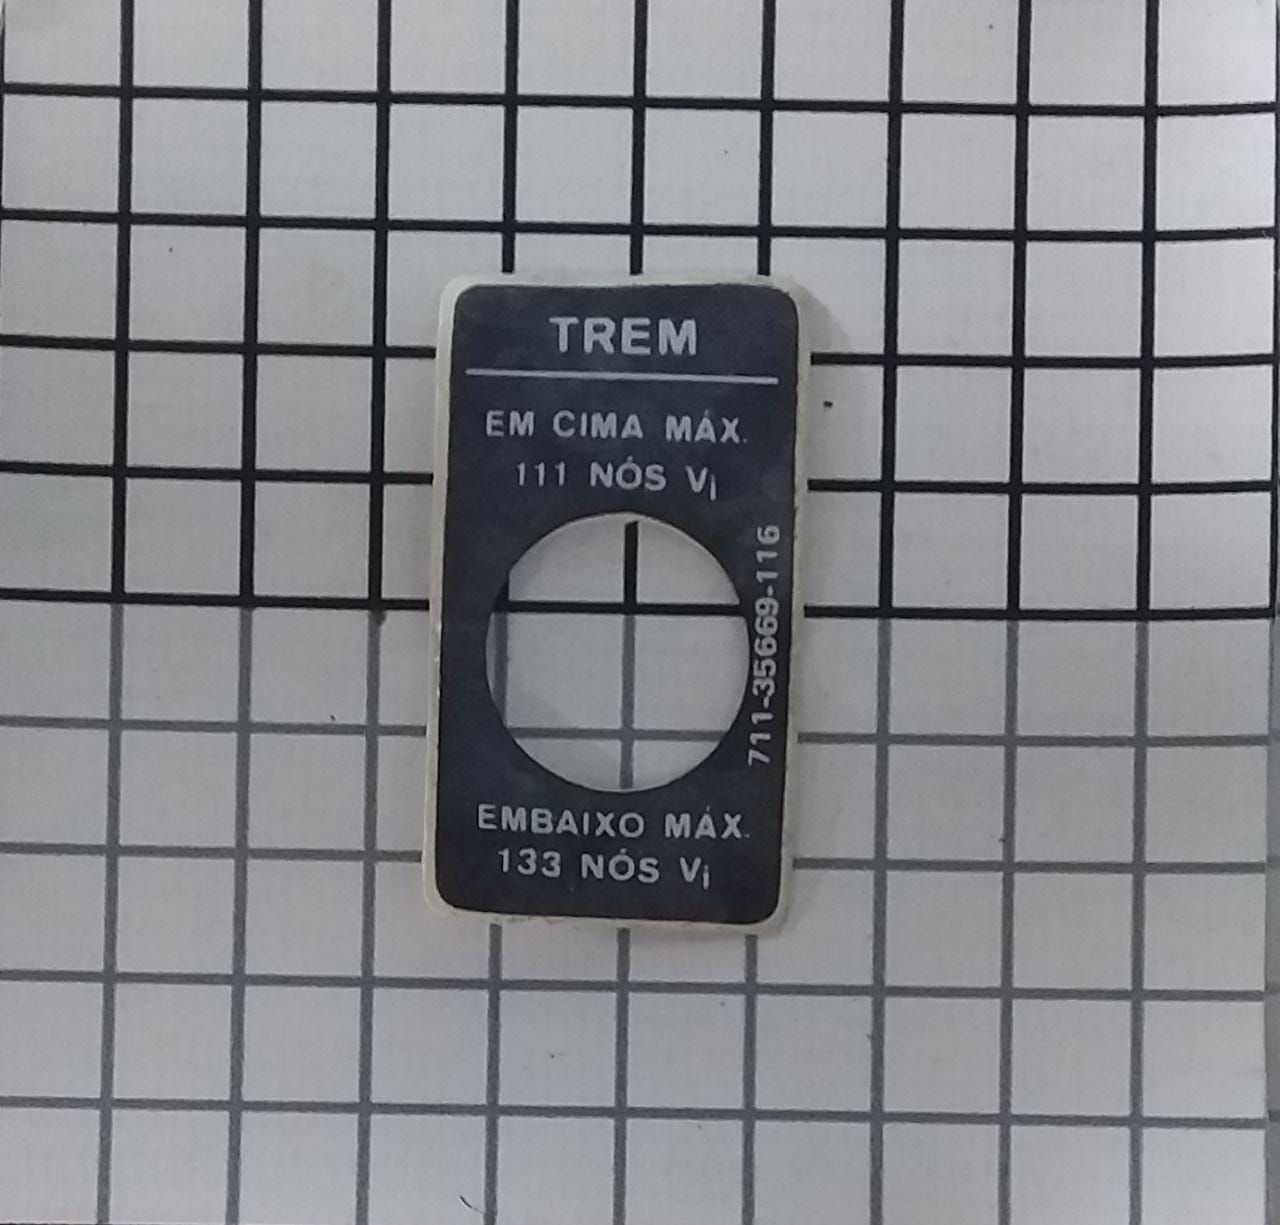 TREM
EM CIMA MÁX.
111 NÓS Vi
711-35669-116
EMBAIXO MÁX.
133 NÓS Vi